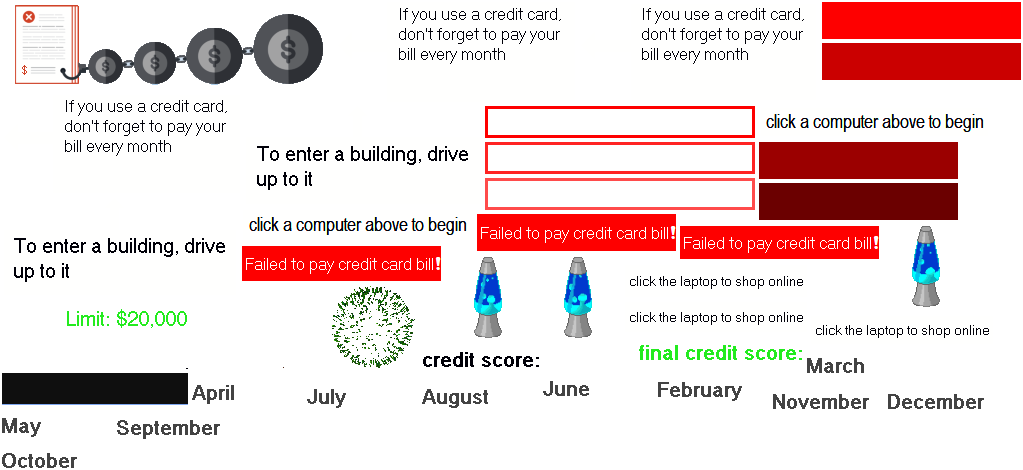 If you use a credit card,
don't forget to pay your
bill every month
If you use a credit card,
don't forget to pay your
bill every month
$
$
$
$
$
If you use a credit card,
don't forget to pay your
bill every month
click a computer above to begin
To enter a building, drive
up to it
click a computer above to begin
Failed to pay credit card bill!
Failed to pay credit card bill!
To enter a building, drive
up to it
Failed to pay credit card bill!
click the laptop to shop online
Limit: $20,000
click the laptop to shop online
click the laptop to shop online
credit score:
final credit score:
March
April
July
August
June
February
November
December
May
September
October